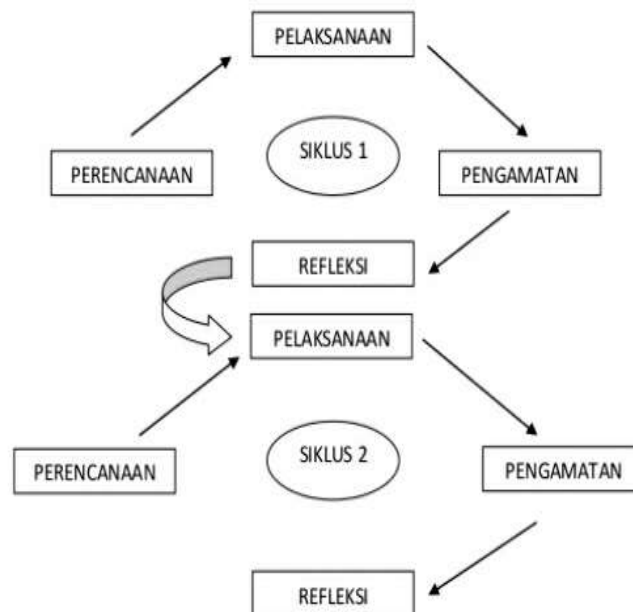 PELAKSANAAN
SIKLUS 1
PERENCANAAN
PENGAMATAN
REFLEKSI
PELAKSANAAN
SIKLUS 2
PERENCANAAN
PENGAMATAN
REFLEKSI